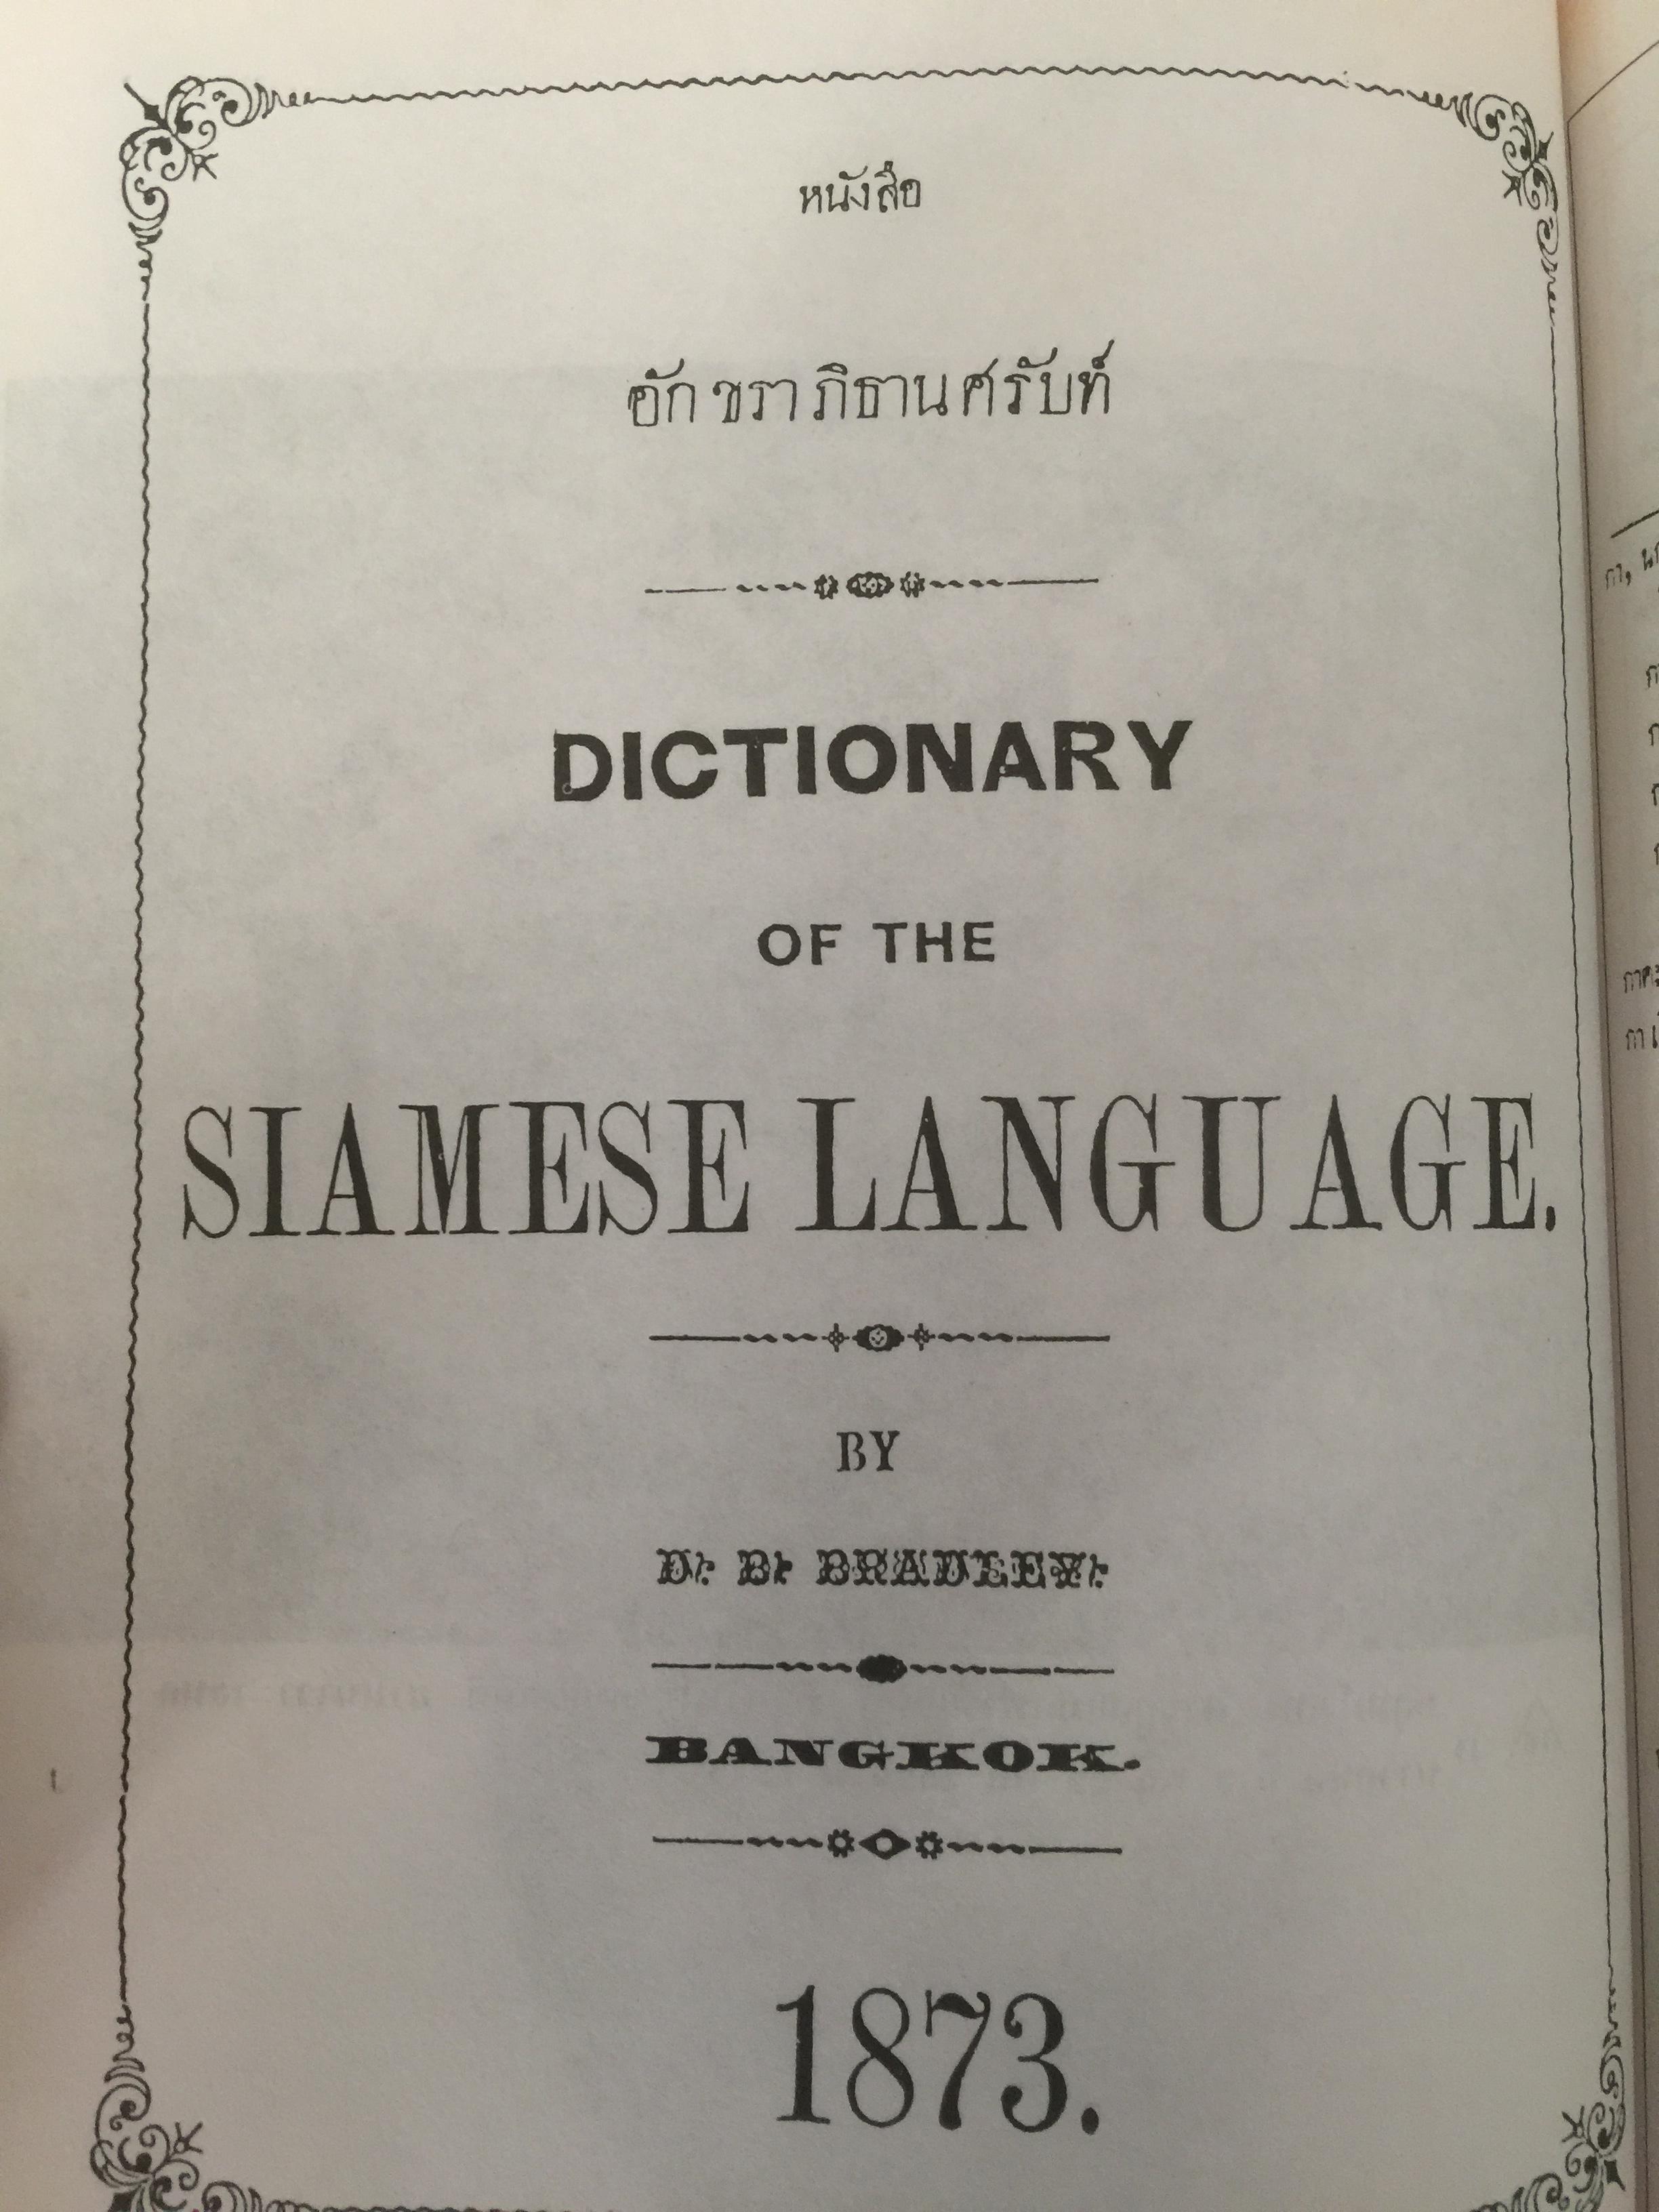 หนังสือ
อักขราภิธานศรับท์
DICTIONARY
OF THE
SIAMESE LANGUAGE.
BY
D. B. BRADLEY.
BANGKOK.
1873.